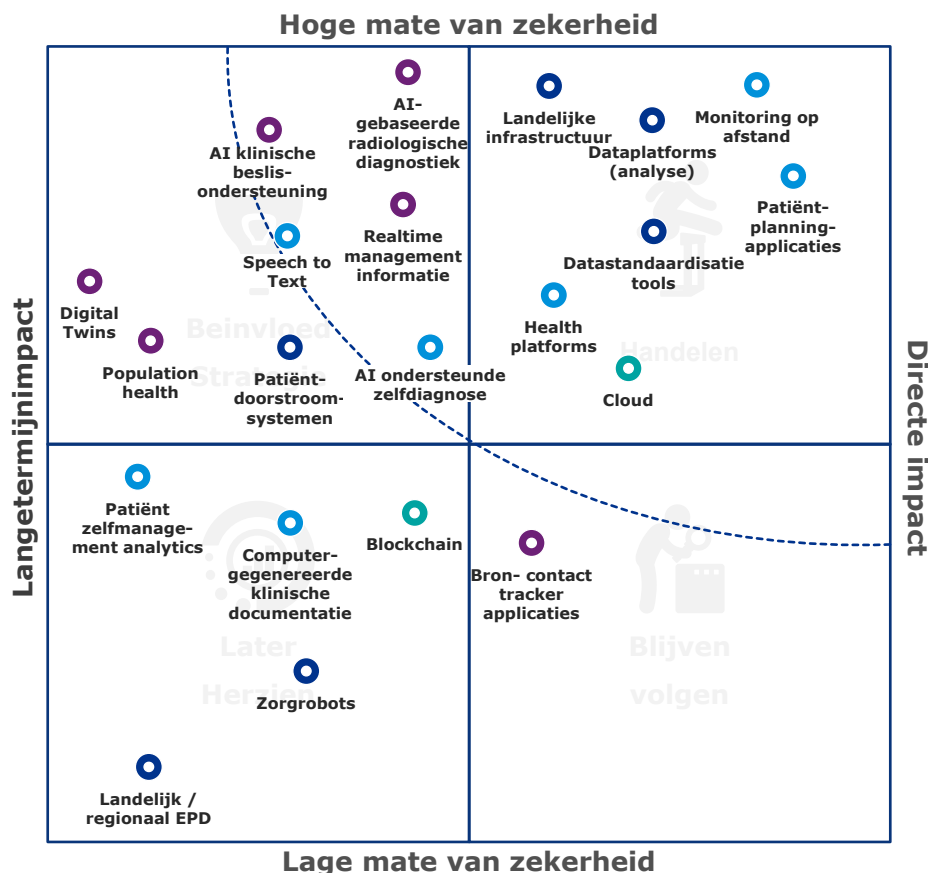 Hoge mate van zekerheid
AI-
gebaseerde
radiologische
diagnostiek
Landelijke
infrastructuur
Dataplatforms
(analyse)
Monitoring op
afstand
AI klinische
beslis-
ondersteuning
Patiënt-
planning-
applicaties
Realtime
management
informatie
Speech to
Text
Datastandaardisatie
tools
Digital
Twins
Beinvloed
Strategie
Health
platforms
Handelen
Population
health
Patiënt-
doorstroom-
systemen
AI ondersteunde
zelfdiagnose
Cloud
Langetermijnimpact
Directe impact
Patiënt
zelfmanage-
ment analytics
Computer-
gegenereerde
klinische
documentatie
Blockchain
Bron- contact
tracker
applicaties
Later
Herzien
Blijven
volgen
Zorgrobots
Landelijk /
regionaal EPD
Lage mate van zekerheid